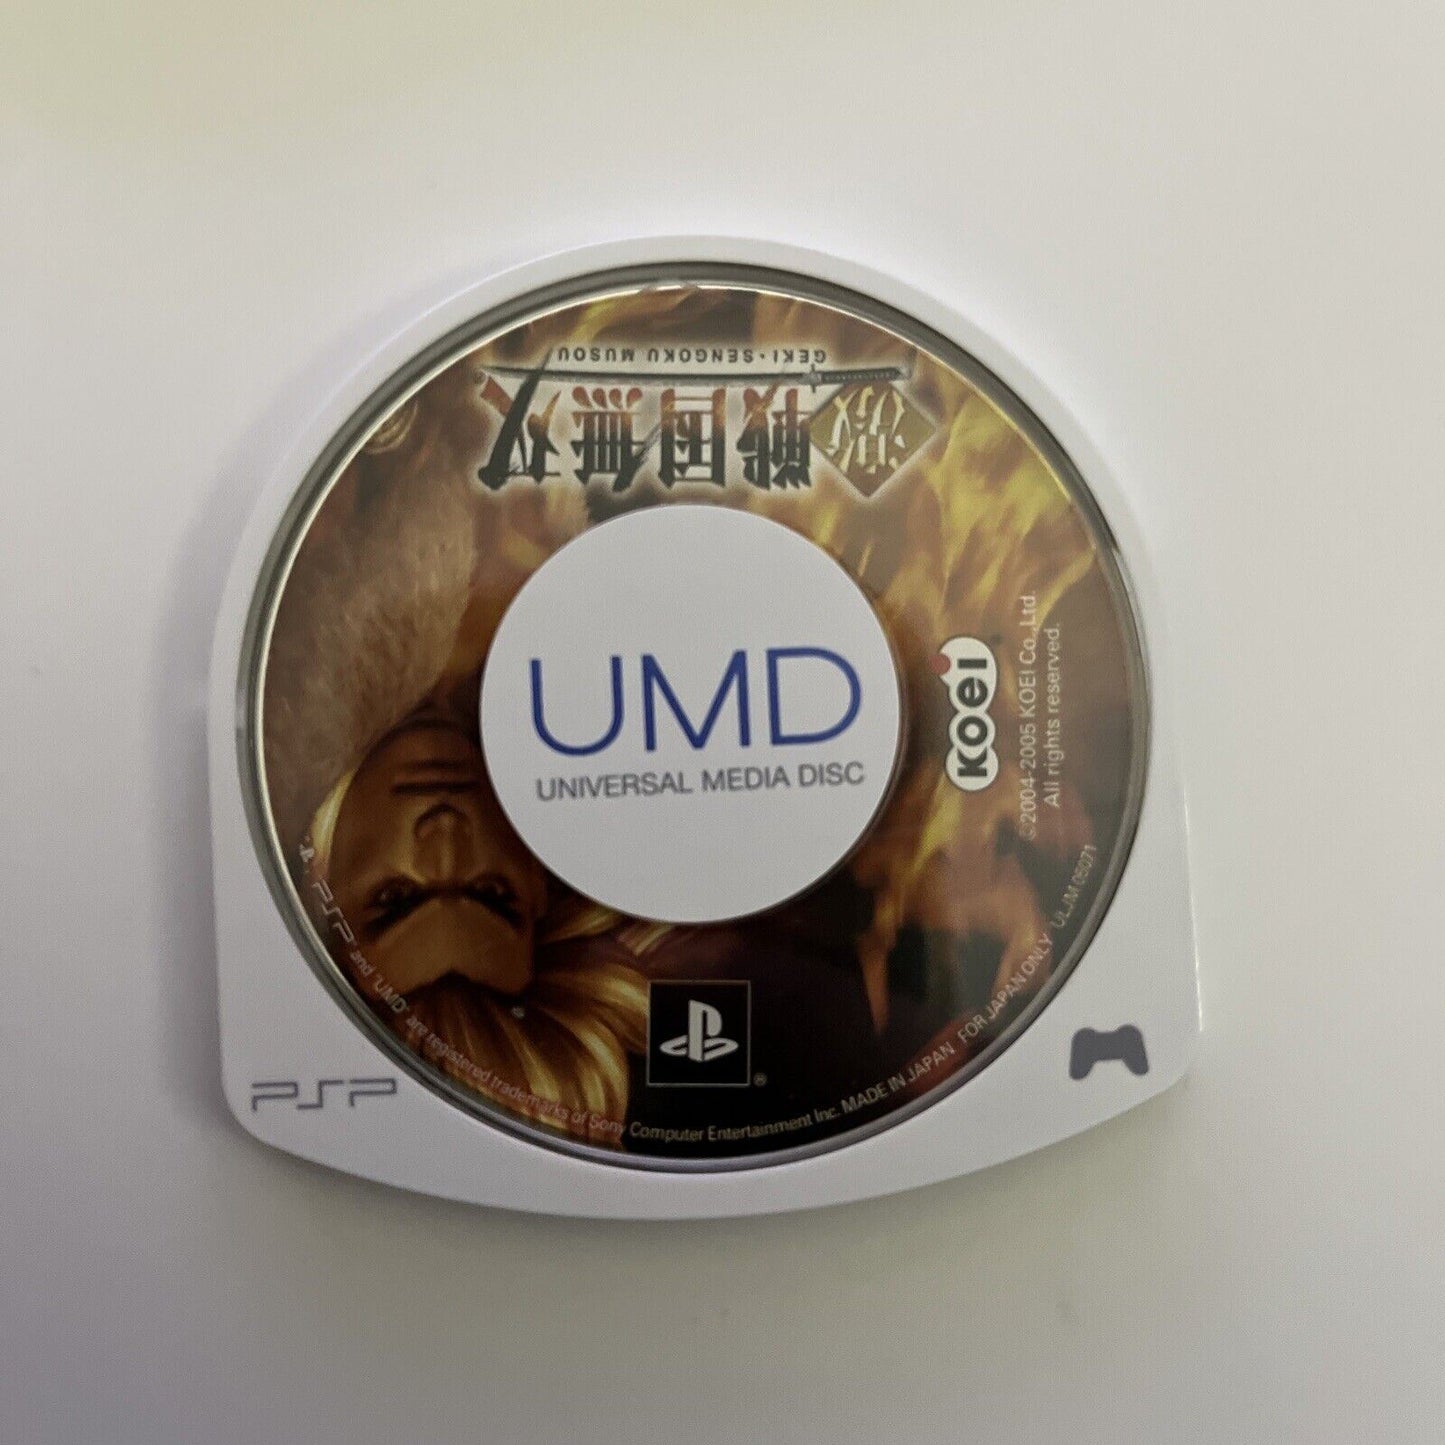 GEKI・SENGOKU MUSOU
激 戦国無双
UMD
UNIVERSAL MEDIA DISC
KOEI
©2004-2005 KOEI Co.,Ltd.
All rights reserved.
PSP and "UMD" are registered trademarks of Sony Computer Entertainment Inc. MADE IN JAPAN FOR JAPAN ONLY ULJM 05071
PSP